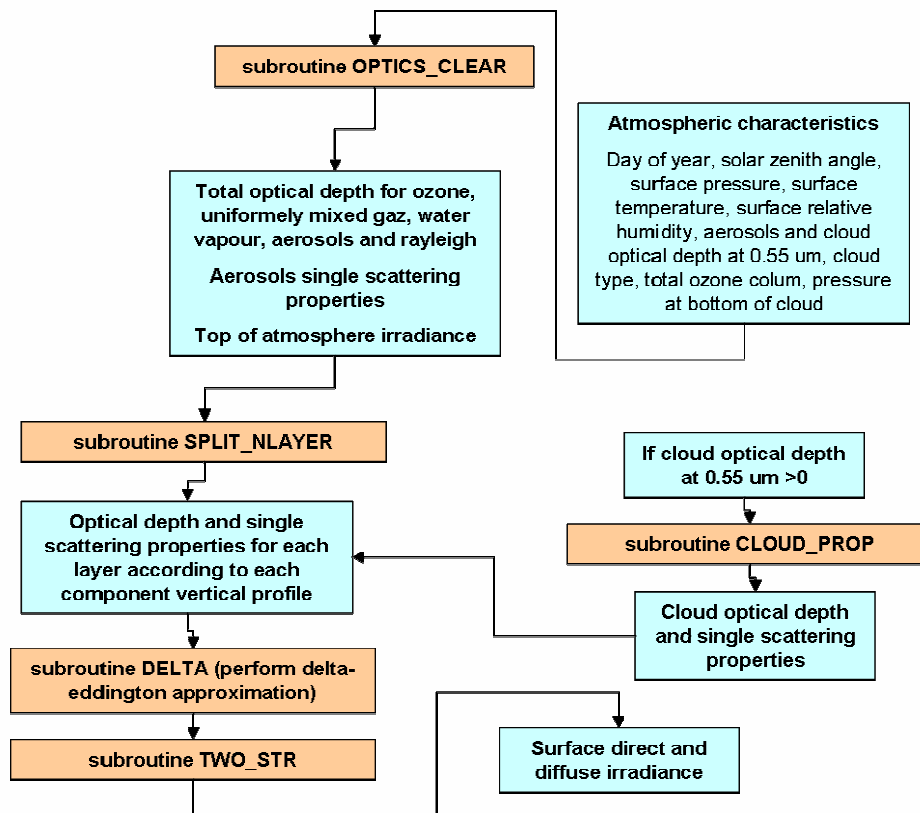 subroutine OPTICS_CLEAR
Atmospheric characteristics
Day of year, solar zenith angle,
surface pressure, surface
temperature, surface relative
humidity, aerosols and cloud
optical depth at 0.55 um, cloud
type, total ozone colum, pressure
at bottom of cloud
Total optical depth for ozone,
uniformely mixed gaz, water
vapour, aerosols and rayleigh
Aerosols single scattering
properties
Top of atmosphere irradiance
subroutine SPLIT_NLAYER
If cloud optical depth
at 0.55 um >0
subroutine CLOUD_PROP
Optical depth and single
scattering properties for each
layer according to each
component vertical profile
Cloud optical depth
and single scattering
properties
subroutine DELTA (perform delta-
eddington approximation)
subroutine TWO_STR
Surface direct and
diffuse irradiance